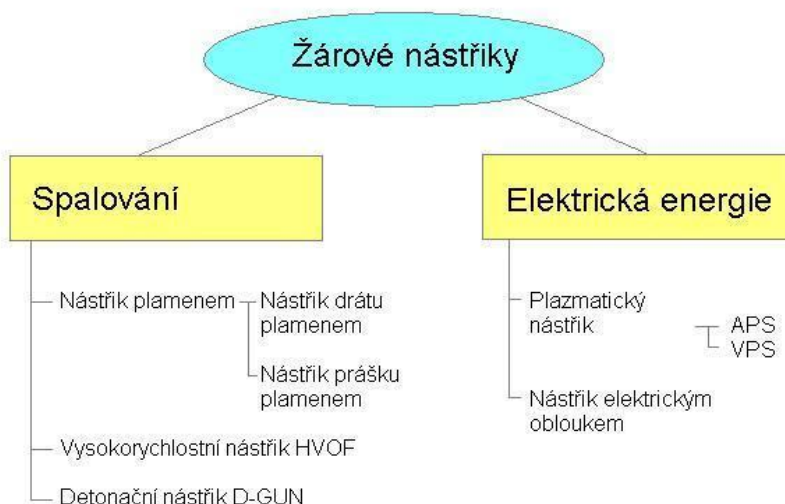 Žárové nástřiky
Spalování
Nástřik plamenem
Nástřik drátu
plamenem
Nástřik prášku
plamenem
Vysokorychlostní nástřik HVOF
Detonační nástřik D-GUN
Elektrická energie
Plazmatický
nástřik
APS
VPS
Nástřik elektrickým
obloukem